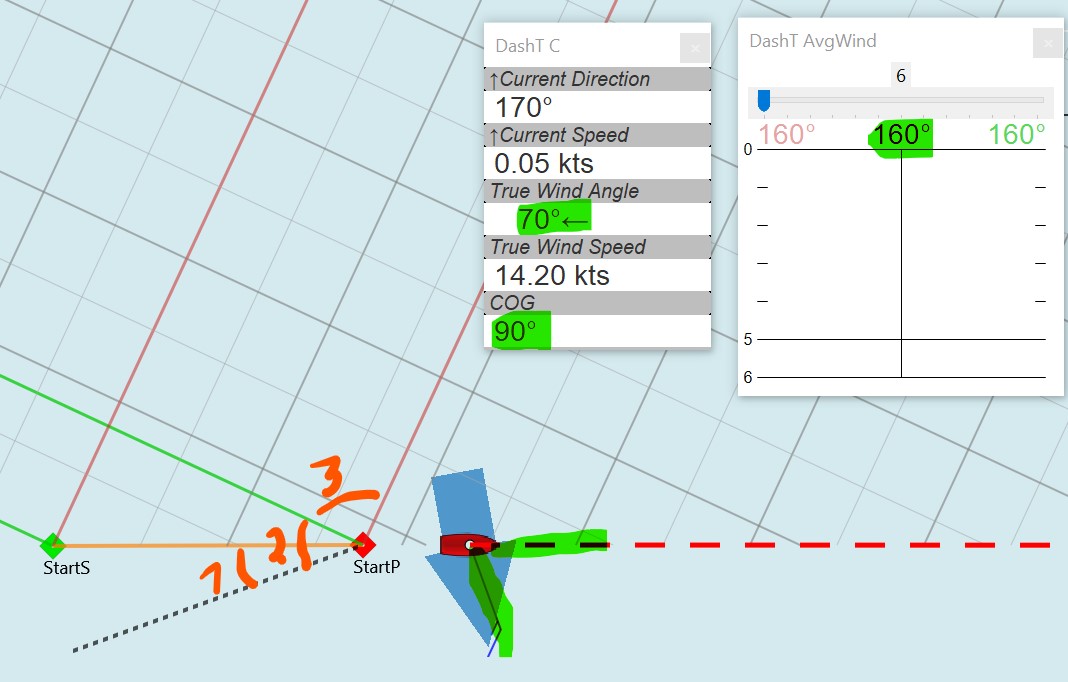 DashT C
↑Current Direction
170°
↑Current Speed
0.05 kts
True Wind Angle
70°←
True Wind Speed
14.20 kts
COG
90°
DashT AvgWind
6
160° 160° 160°
0
5
6
3
2
1
StartS
StartP